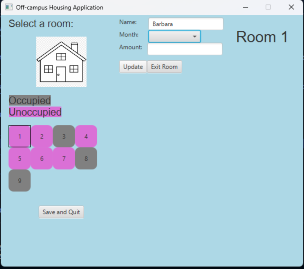 Off-campus Housing Application
Select a room:
Name: Barbara
Month:
Amount:
Room 1
Update Exit Room
Occupied
Unoccupied
1 2 3 4
5 6 7 8
9
Save and Quit